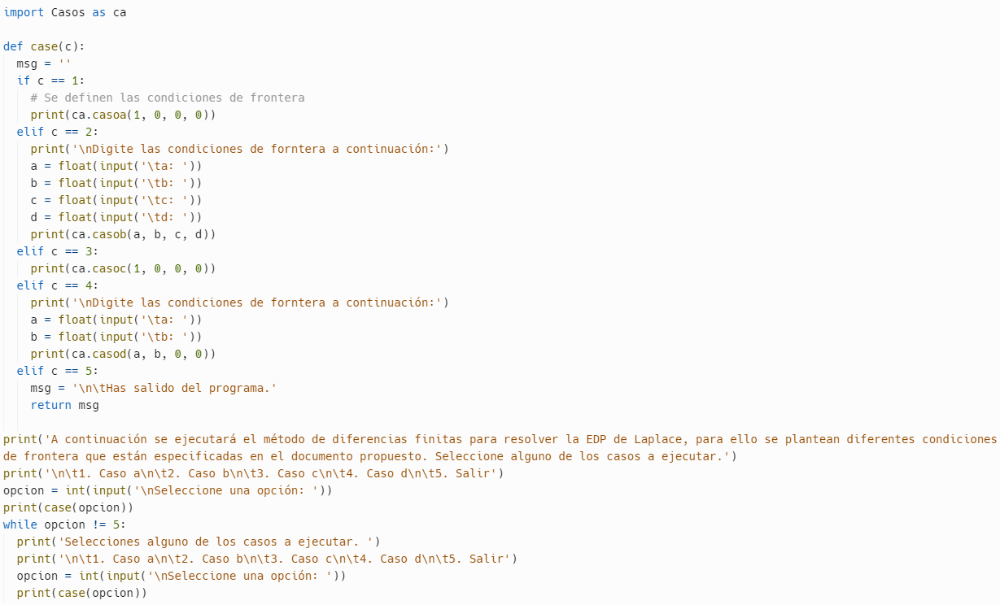 import Casos as ca
def case(c):
  msg = ''
  if c == 1:
    # Se definen las condiciones de frontera
    print(ca.casoa(1, 0, 0, 0))
  elif c == 2:
    print('\nDigite las condiciones de forntera a continuación:')
    a = float(input('\ta: '))
    b = float(input('\tb: '))
    c = float(input('\tc: '))
    d = float(input('\td: '))
    print(ca.casob(a, b, c, d))
  elif c == 3:
    print(ca.casoc(1, 0, 0, 0))
  elif c == 4:
    print('\nDigite las condiciones de forntera a continuación:')
    a = float(input('\ta: '))
    b = float(input('\tb: '))
    print(ca.casod(a, b, 0, 0))
  elif c == 5:
    msg = '\n\tHas salido del programa.'
    return msg
print('A continuación se ejecutará el método de diferencias finitas para resolver la EDP de Laplace, para ello se plantean diferentes condiciones
de frontera que están especificadas en el documento propuesto. Seleccione alguno de los casos a ejecutar.')
print('\n\t1. Caso a\n\t2. Caso b\n\t3. Caso c\n\t4. Caso d\n\t5. Salir')
opcion = int(input('\nSeleccione una opción: '))
print(case(opcion))
while opcion != 5:
  print('Selecciones alguno de los casos a ejecutar. ')
  print('\n\t1. Caso a\n\t2. Caso b\n\t3. Caso c\n\t4. Caso d\n\t5. Salir')
  opcion = int(input('\nSeleccione una opción: '))
  print(case(opcion))